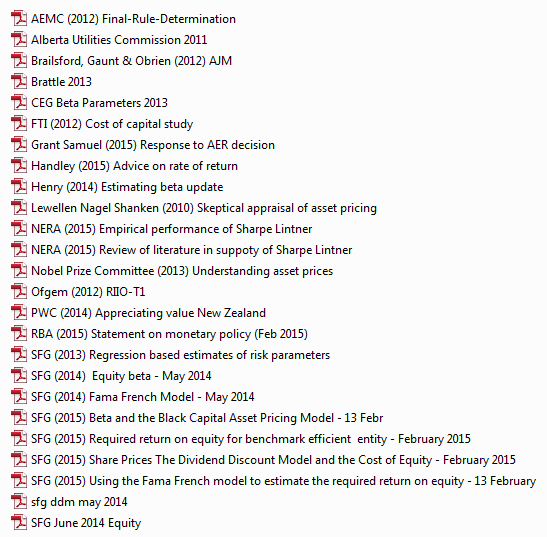 AEMC (2012) Final-Rule-Determination
Alberta Utilities Commission 2011
Brailsford, Gaunt & Obrien (2012) AJM
Brattle 2013
CEG Beta Parameters 2013
FTI (2012) Cost of capital study
Grant Samuel (2015) Response to AER decision
Handley (2015) Advice on rate of return
Henry (2014) Estimating beta update
Lewellen Nagel Shanken (2010) Skeptical appraisal of asset pricing
NERA (2015) Empirical performance of Sharpe Lintner
NERA (2015) Review of literature in suppoty of Sharpe Lintner
Nobel Prize Committee (2013) Understanding asset prices
Ofgem (2012) RIIO-T1
PWC (2014) Appreciating value New Zealand
RBA (2015) Statement on monetary policy (Feb 2015)
SFG (2013) Regression based estimates of risk parameters
SFG (2014)  Equity beta - May 2014
SFG (2014) Fama French Model - May 2014
SFG (2015) Beta and the Black Capital Asset Pricing Model - 13 Febr
SFG (2015) Required return on equity for benchmark efficient  entity - February 2015
SFG (2015) Share Prices The Dividend Discount Model and the Cost of Equity - February 2015
SFG (2015) Using the Fama French model to estimate the required return on equity - 13 February
sfg ddm may 2014
SFG June 2014 Equity